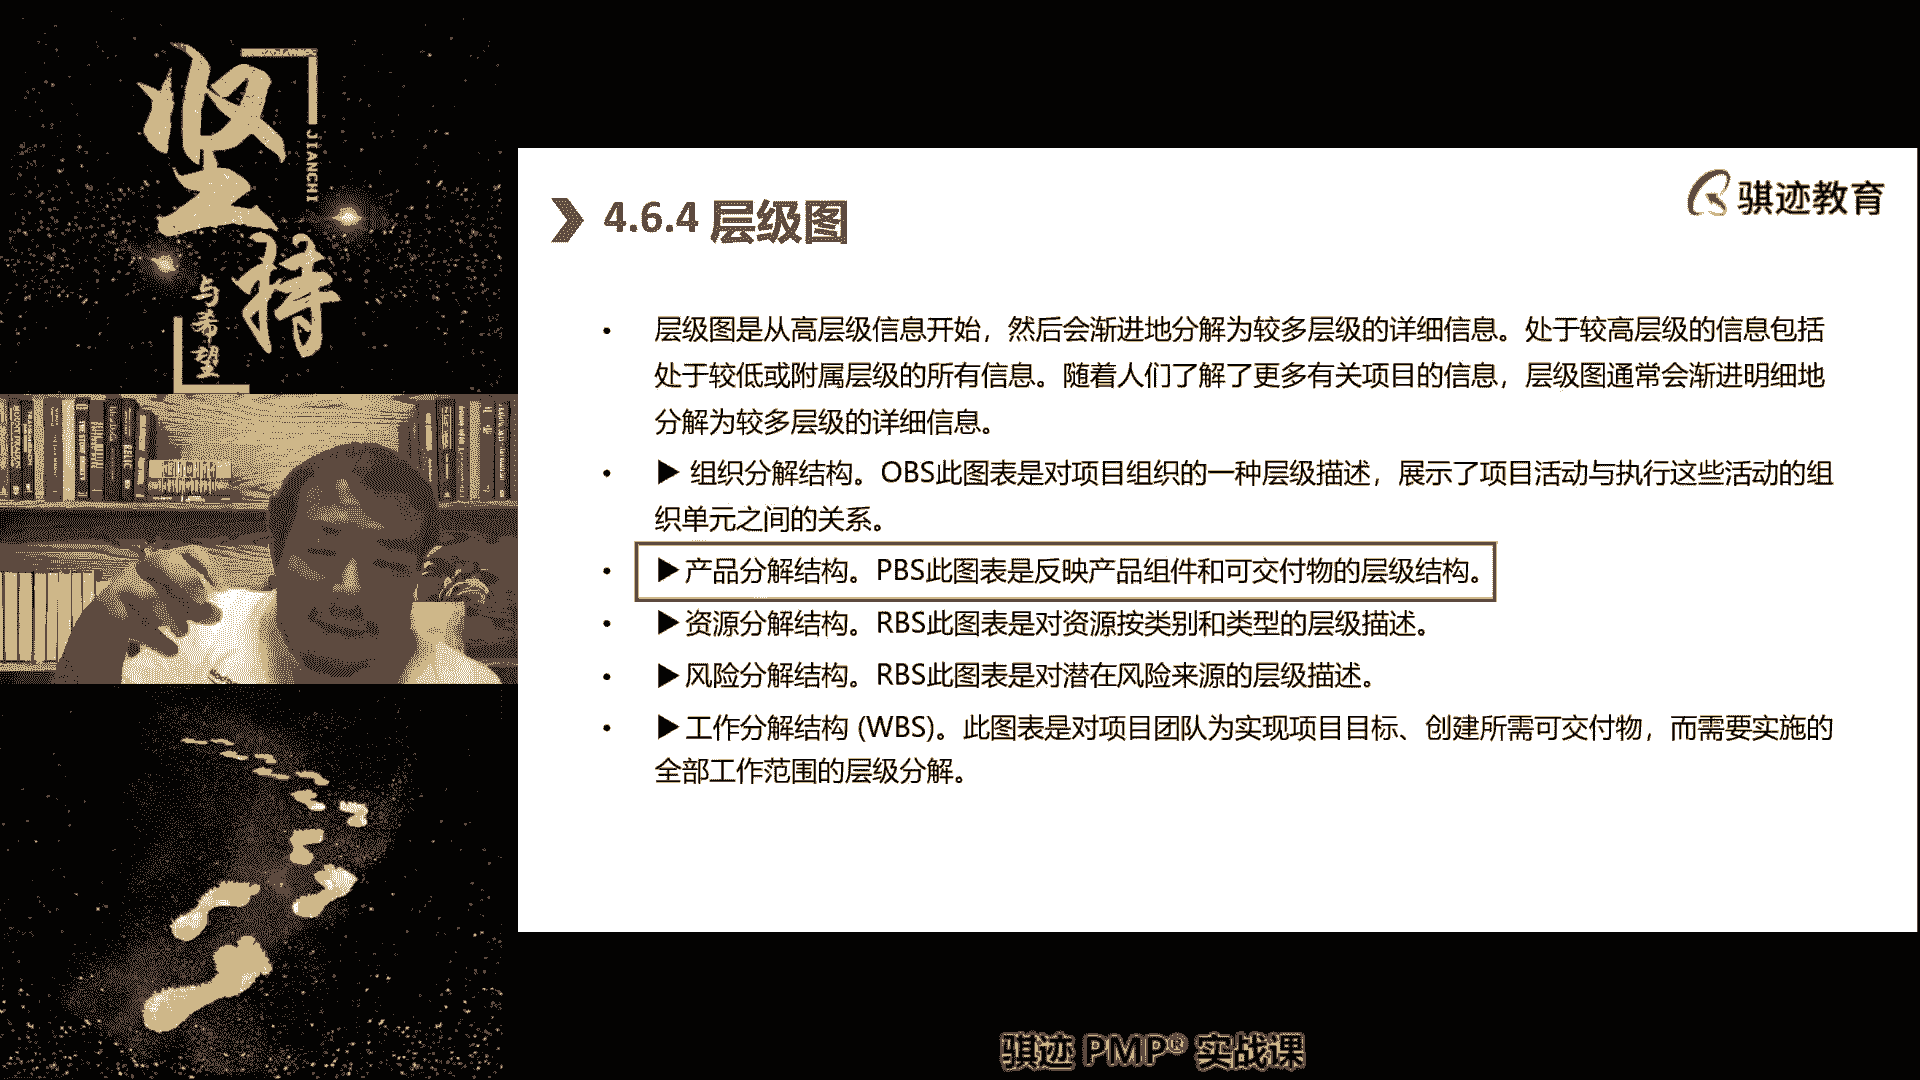 坚持
JIANCHI
与希望
骐迹教育
4.6.4 层级图
• 层级图是从高层级信息开始，然后会渐进地分解为较多层级的详细信息。处于较高层级的信息包括
处于较低或附属层级的所有信息。随着人们了解了更多有关项目的信息，层级图通常会渐进明细地
分解为较多层级的详细信息。
• ▶ 组织分解结构。OBS此图表是对项目组织的一种层级描述，展示了项目活动与执行这些活动的组
织单元之间的关系。
• ▶产品分解结构。PBS此图表是反映产品组件和可交付物的层级结构。
• ▶资源分解结构。RBS此图表是对资源按类别和类型的层级描述。
• ▶风险分解结构。RBS此图表是对潜在风险来源的层级描述。
• ▶工作分解结构 (WBS)。此图表是对项目团队为实现项目目标、创建所需可交付物，而需要实施的
全部工作范围的层级分解。
骐迹 PMP® 实战课